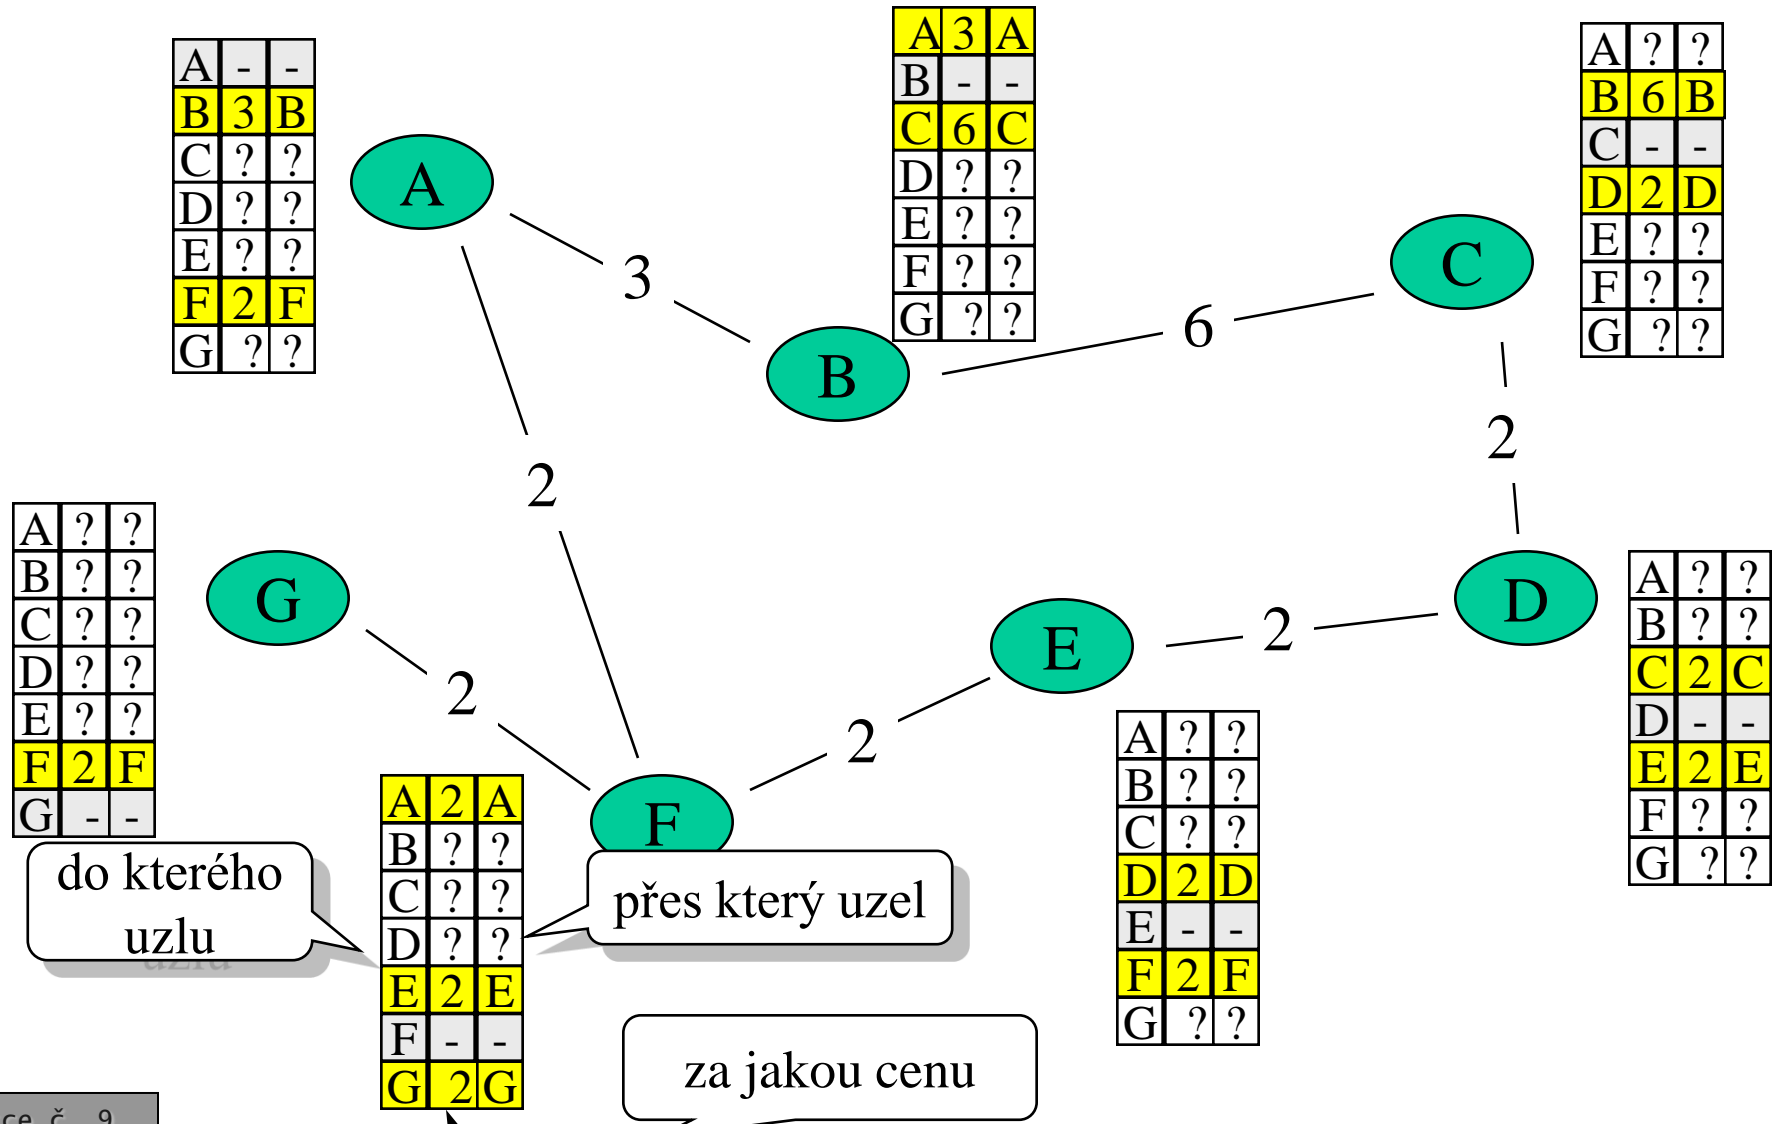 A - -
B 3 B
C ? ?
D ? ?
E ? ?
F 2 F
G ? ?
A 3 A
B - -
C 6 C
D ? ?
E ? ?
F ? ?
G ? ?
A ? ?
B 6 B
C - -
D 2 D
E ? ?
F ? ?
G ? ?
A
3
B
6
C
2
2
A ? ?
B ? ?
C ? ?
D ? ?
E ? ?
F 2 F
G - -
G
2
F
2
E
2
D
A ? ?
B ? ?
C 2 C
D - -
E 2 E
F ? ?
G ? ?
A 2 A
B ? ?
C ? ?
D ? ?
E 2 E
F - -
G 2 G
A ? ?
B ? ?
C ? ?
D 2 D
E - -
F 2 F
G ? ?
do kterého
uzlu
přes který uzel
za jakou cenu
č. 9